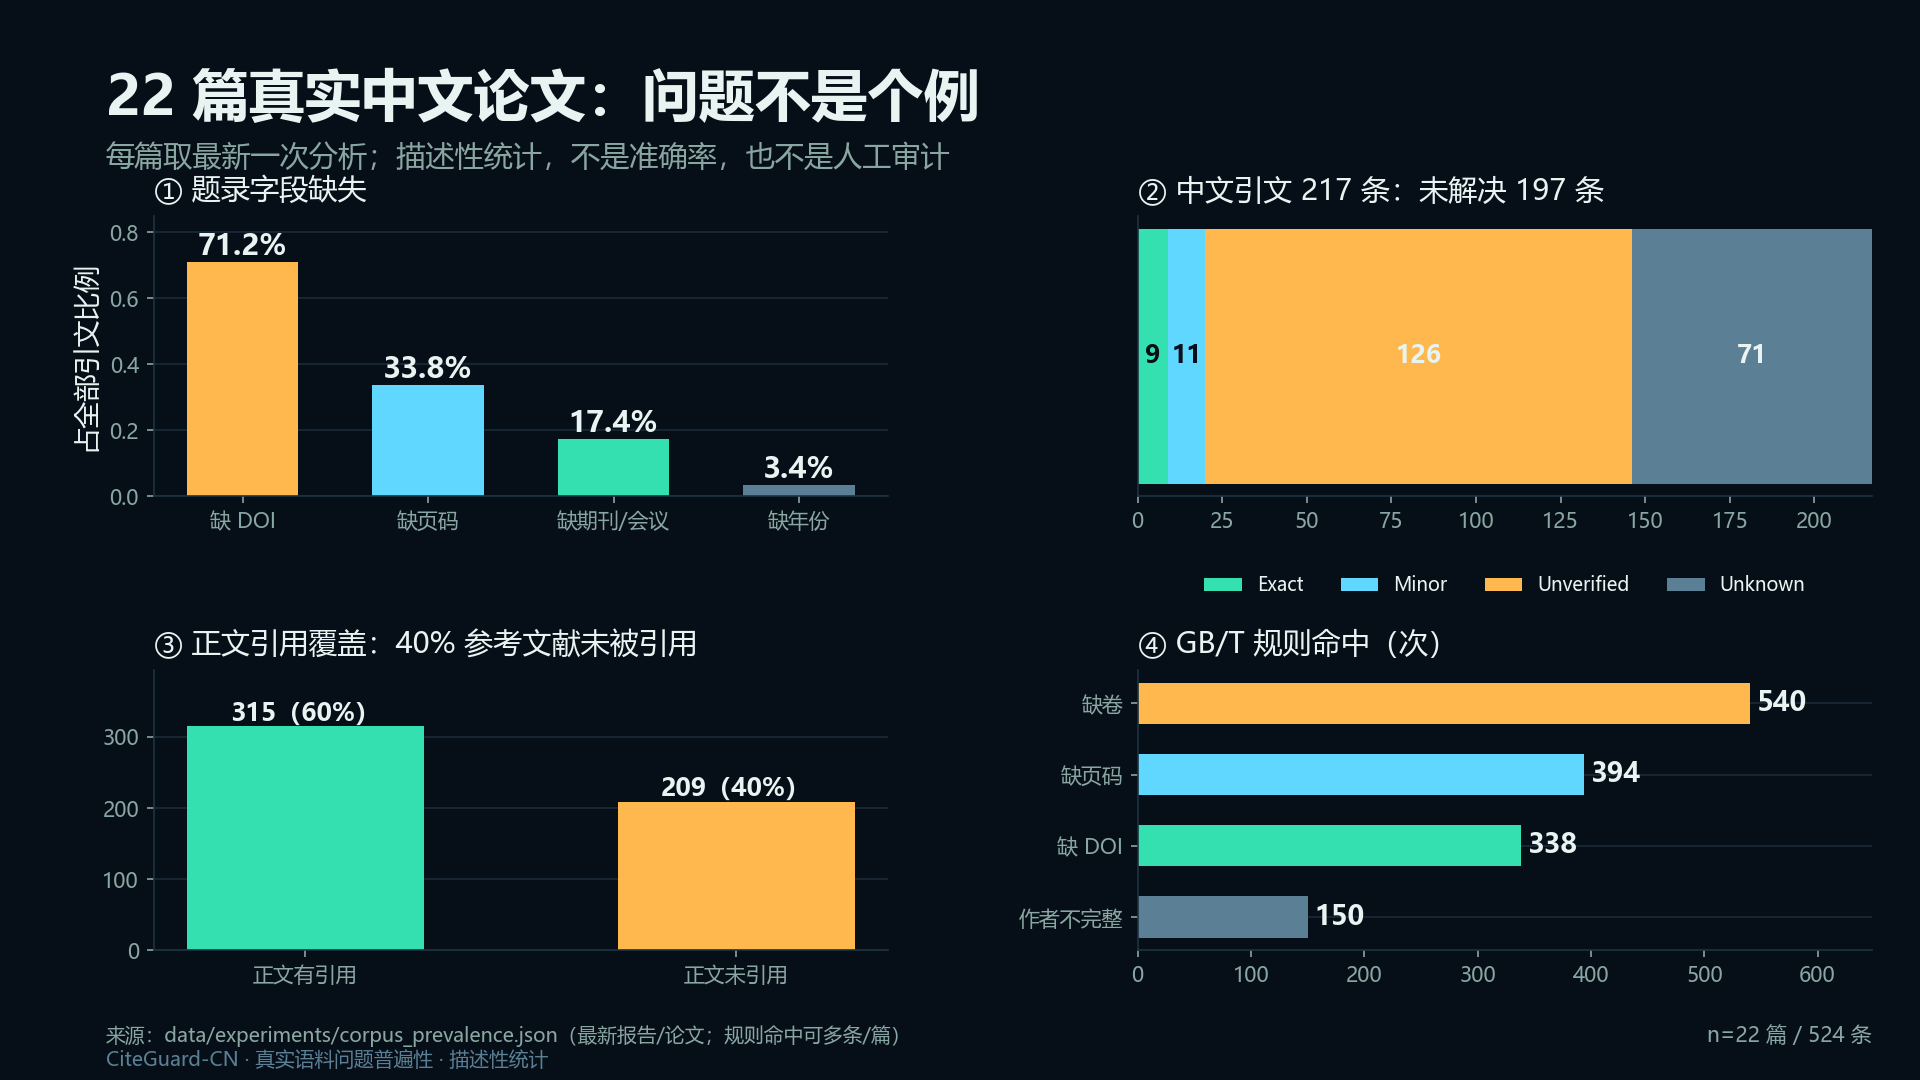 22 篇真实中文论文：问题不是个例
每篇取最新一次分析；描述性统计，不是准确率，也不是人工审计
① 题录字段缺失
占全部引文比例
0.8
0.6
0.4
0.2
0.0
71.2%
33.8%
17.4%
3.4%
缺 DOI
缺页码
缺期刊/会议
缺年份
② 中文引文 217 条：未解决 197 条
9
11
126
71
0 25 50 75 100 125 150 175 200
Exact
Minor
Unverified
Unknown
③ 正文引用覆盖：40% 参考文献未被引用
300
200
100
0
315（60%）
209（40%）
正文有引用
正文未引用
④ GB/T 规则命中（次）
缺卷 540
缺页码 394
缺 DOI 338
作者不完整 150
0 100 200 300 400 500 600
来源：data/experiments/corpus_prevalence.json（最新报告/论文；规则命中可多条/篇）
n=22 篇 / 524 条
CiteGuard-CN · 真实语料问题普遍性 · 描述性统计